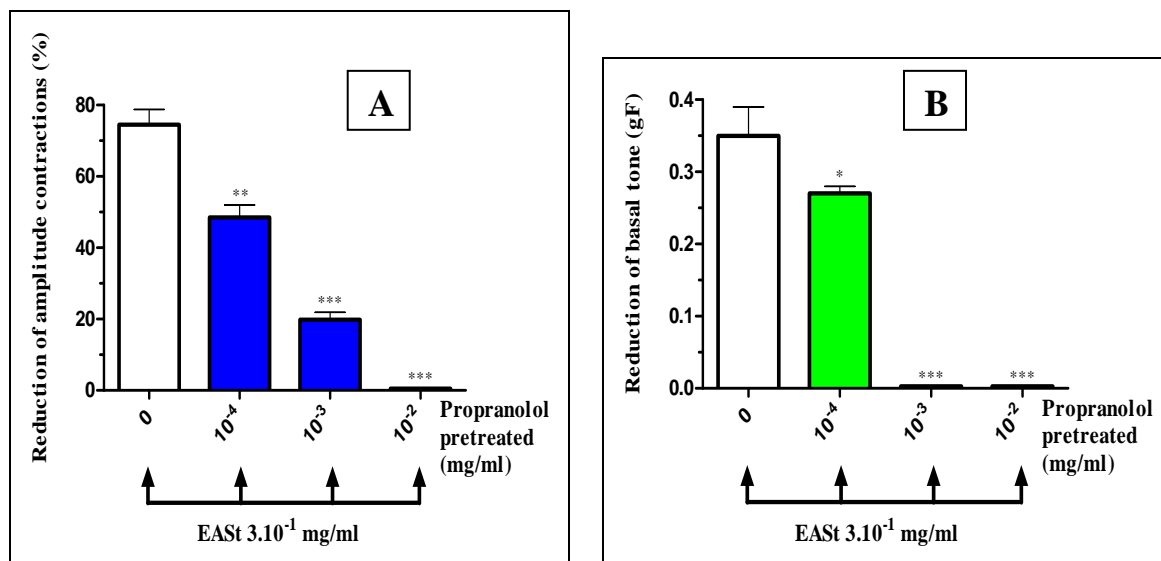 A
Reduction of amplitude contractions (%)
80
60
40
20
0
**
***
***
0
10-4
10-3
10-2
Propranolol
pretreated
(mg/ml)
EASt 3.10-1 mg/ml
B
Reduction of basal tone (gF)
0.4
0.3
0.2
0.1
0.0
*
***
***
0
10-4
10-3
10-2
Propranolol
pretreated
(mg/ml)
EASt 3.10-1 mg/ml